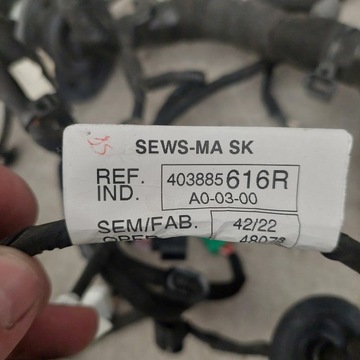 SEWS-MA SK
REF. 403885616R
IND. A0-03-00
SEM/FAB. 42/22